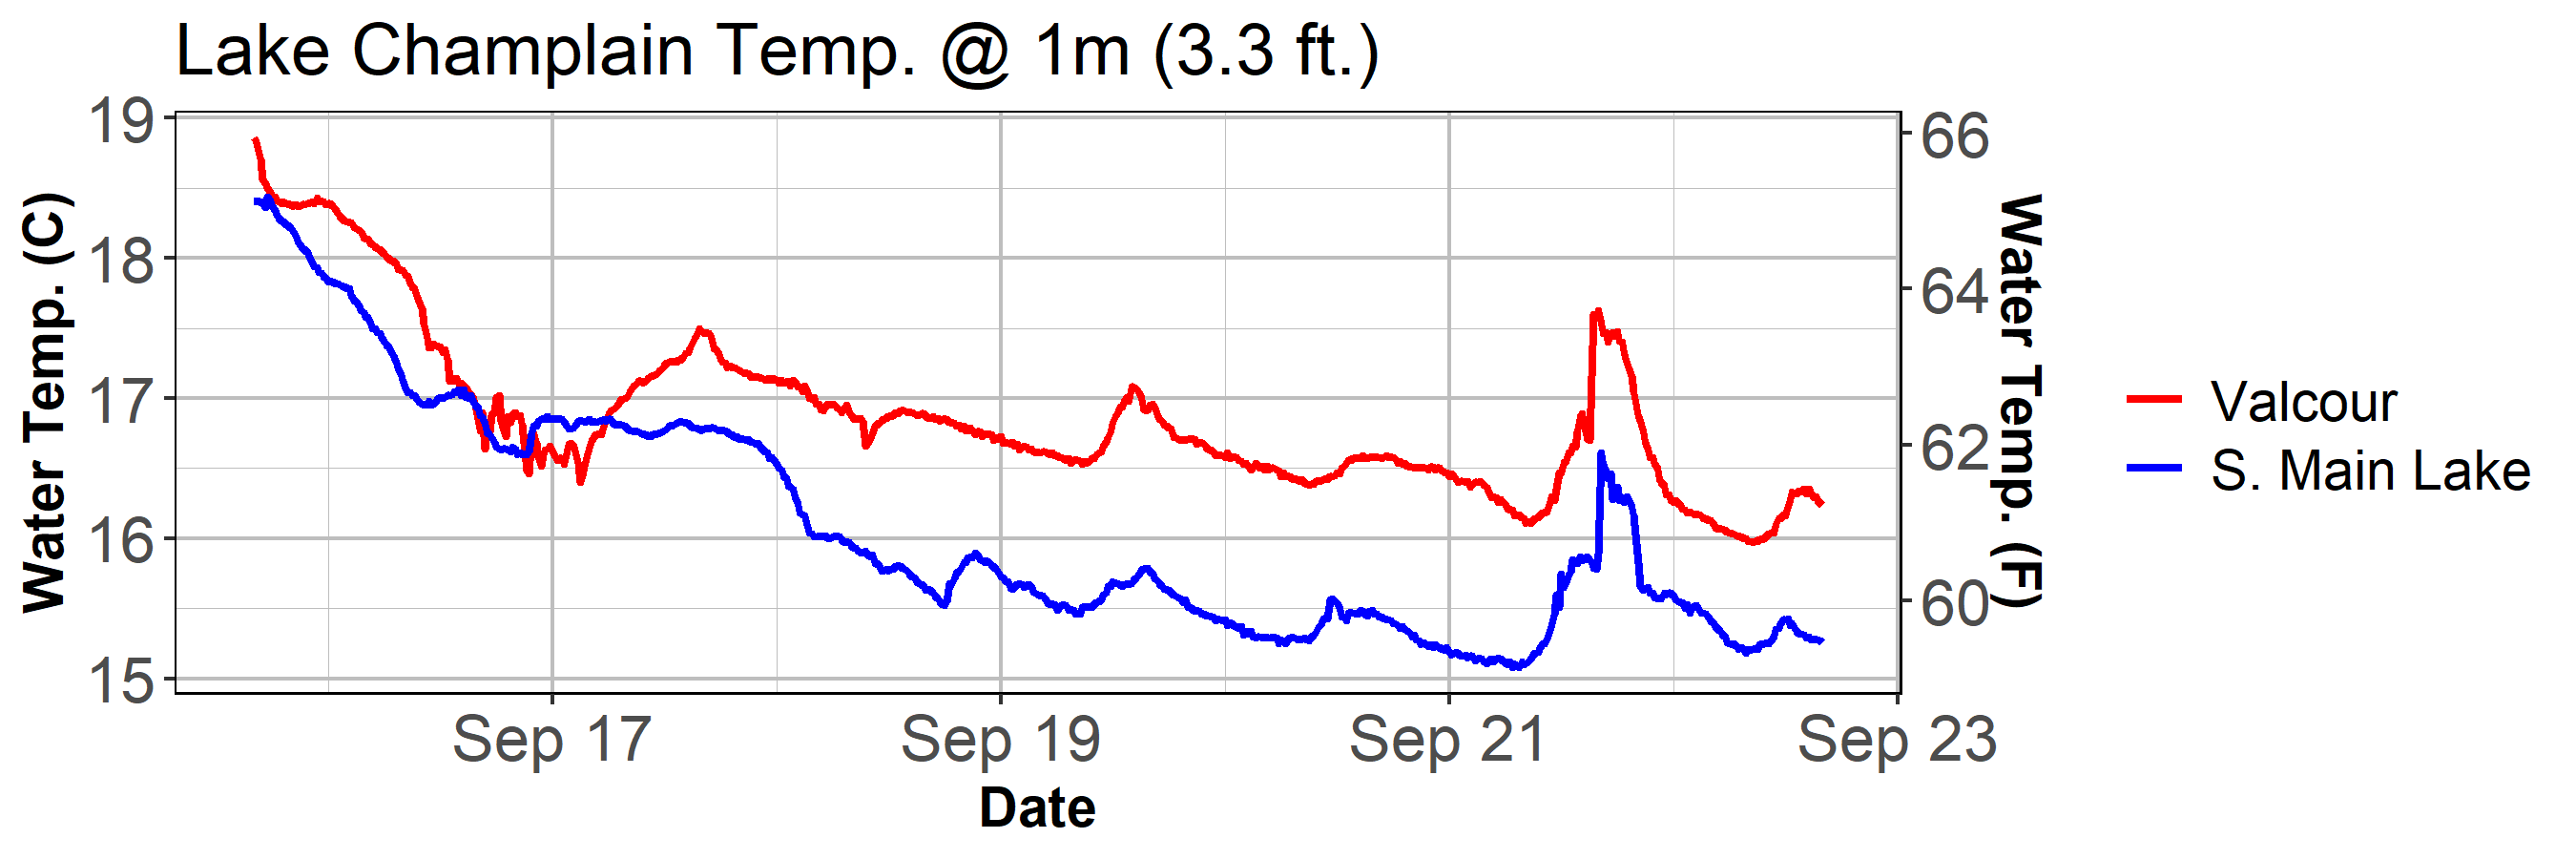 Lake Champlain Temp. @ 1m (3.3 ft.)
Water Temp. (C)
19
18
17
16
15
66
64
62
60
Water Temp. (F)
Sep 17
Sep 19
Sep 21
Sep 23
Date
Valcour
S. Main Lake